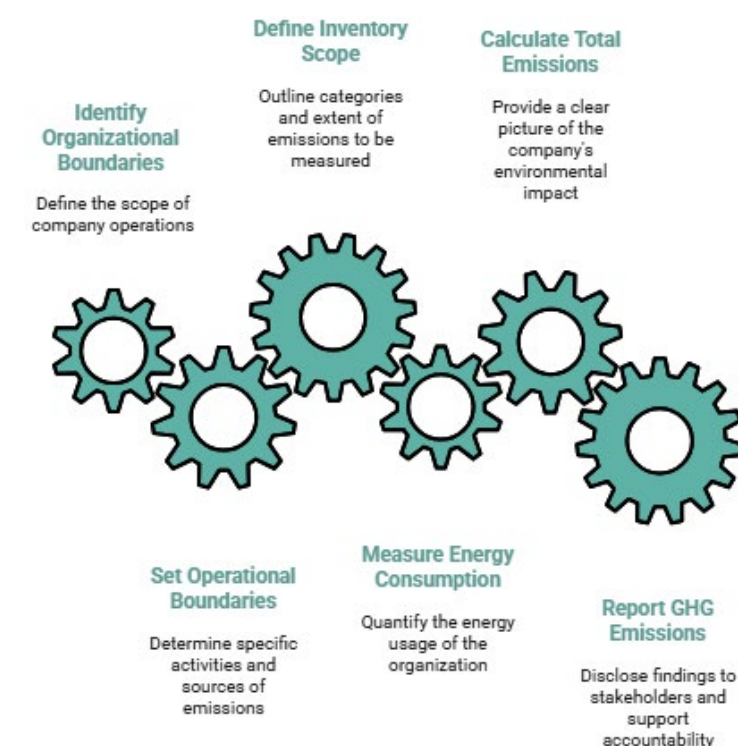 Identify
Organizational
Boundaries
Define the scope of
company operations
Set Operational
Boundaries
Determine specific
activities and
sources of
emissions
Define Inventory
Scope
Outline categories
and extent of
emissions to be
measured
Measure Energy
Consumption
Quantify the energy
usage of the
organization
Calculate Total
Emissions
Provide a clear
picture of the
company's
environmental
impact
Report GHG
Emissions
Disclose findings to
stakeholders and
support
accountability